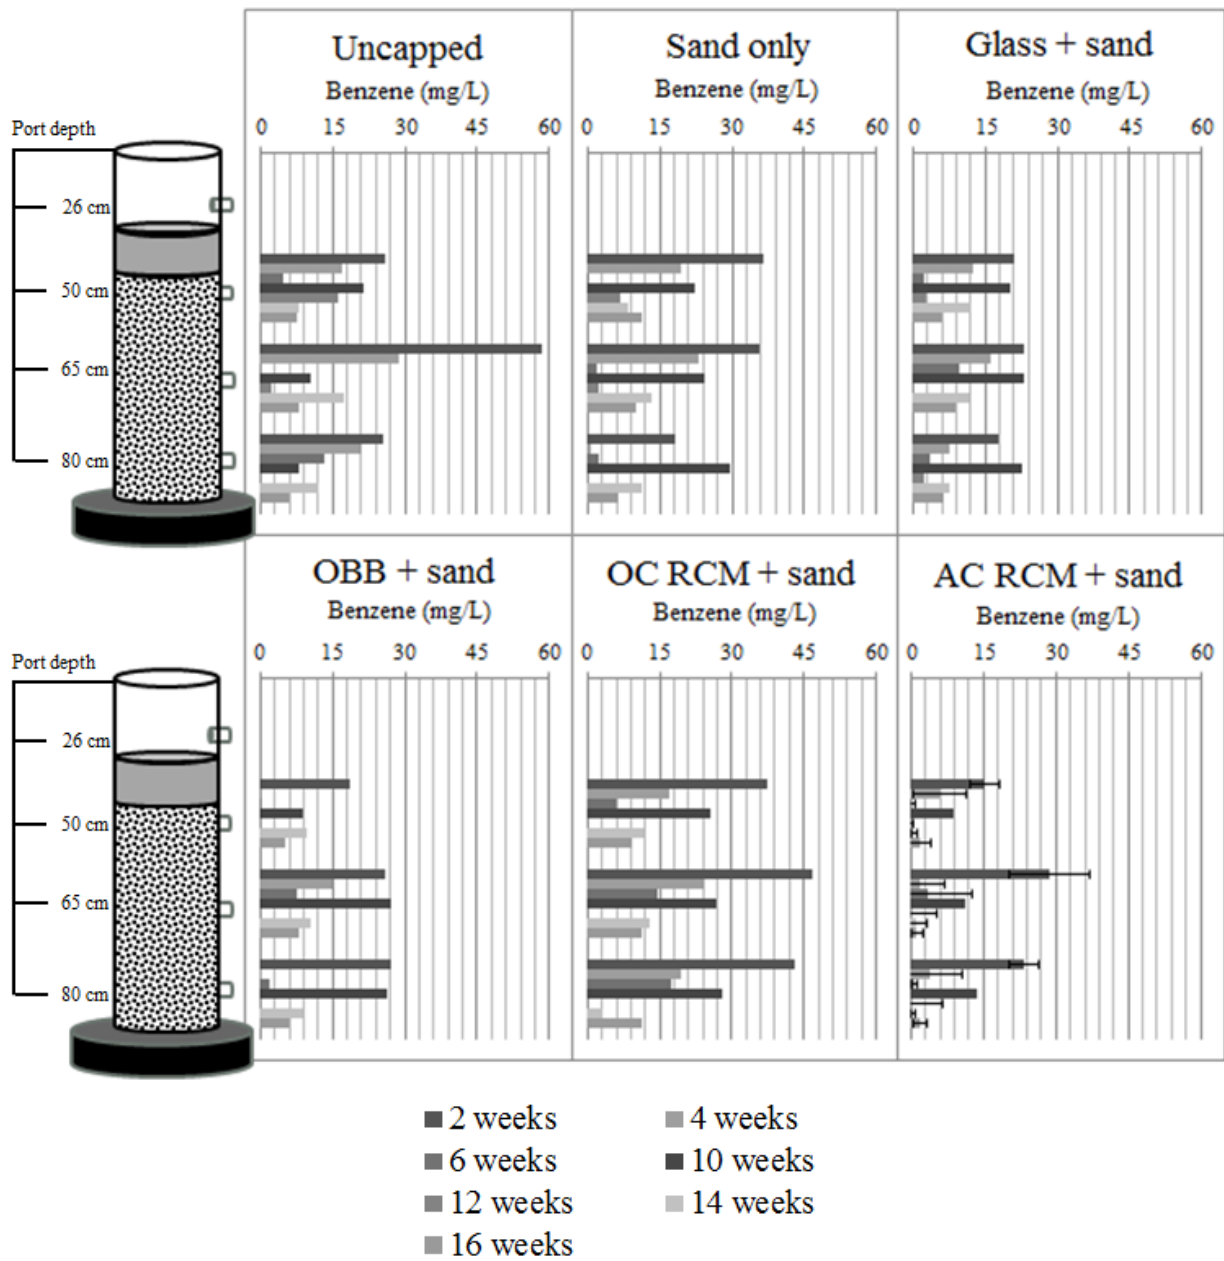 Uncapped
Benzene (mg/L)
0 15 30 45 60
Sand only
Benzene (mg/L)
0 15 30 45 60
Glass + sand
Benzene (mg/L)
0 15 30 45 60
Port depth
26 cm
50 cm
65 cm
80 cm
OBB + sand
Benzene (mg/L)
0 15 30 45 60
OC RCM + sand
Benzene (mg/L)
0 15 30 45 60
AC RCM + sand
Benzene (mg/L)
0 15 30 45 60
Port depth
26 cm
50 cm
65 cm
80 cm
2 weeks 4 weeks
6 weeks 10 weeks
12 weeks 14 weeks
16 weeks